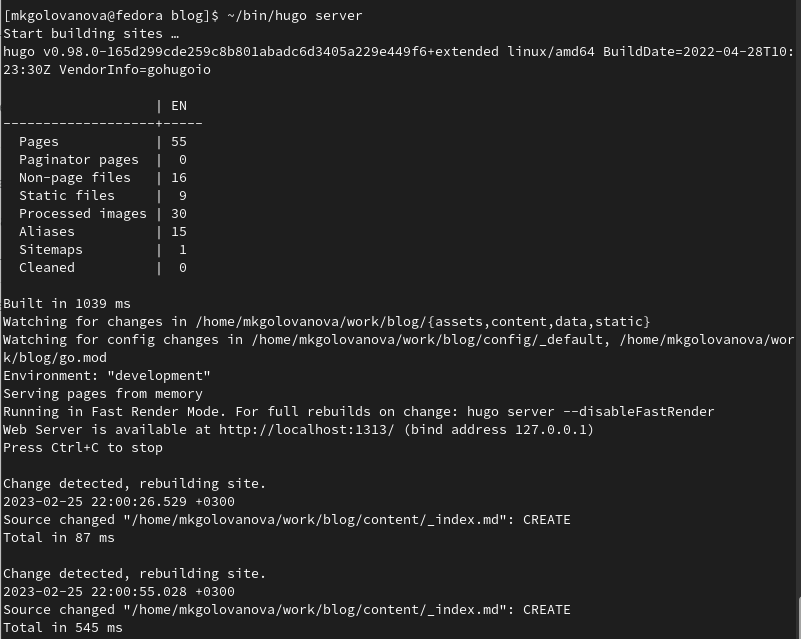 [mkgolovanova@fedora blog]$ ~/bin/hugo server
Start building sites …
hugo v0.98.0-165d299cde259c8b801abadc6d3405a229e449f6+extended linux/amd64 BuildDate=2022-04-28T10:
23:30Z VendorInfo=gohugoio

                   | EN
-------------------+-----
  Pages            | 55
  Paginator pages  |  0
  Non-page files   | 16
  Static files     |  9
  Processed images | 30
  Aliases          | 15
  Sitemaps         |  1
  Cleaned          |  0

Built in 1039 ms
Watching for changes in /home/mkgolovanova/work/blog/{assets,content,data,static}
Watching for config changes in /home/mkgolovanova/work/blog/config/_default, /home/mkgolovanova/wor
k/blog/go.mod
Environment: "development"
Serving pages from memory
Running in Fast Render Mode. For full rebuilds on change: hugo server --disableFastRender
Web Server is available at http://localhost:1313/ (bind address 127.0.0.1)
Press Ctrl+C to stop

Change detected, rebuilding site.
2023-02-25 22:00:26.529 +0300
Source changed "/home/mkgolovanova/work/blog/content/_index.md": CREATE
Total in 87 ms

Change detected, rebuilding site.
2023-02-25 22:00:55.028 +0300
Source changed "/home/mkgolovanova/work/blog/content/_index.md": CREATE
Total in 545 ms